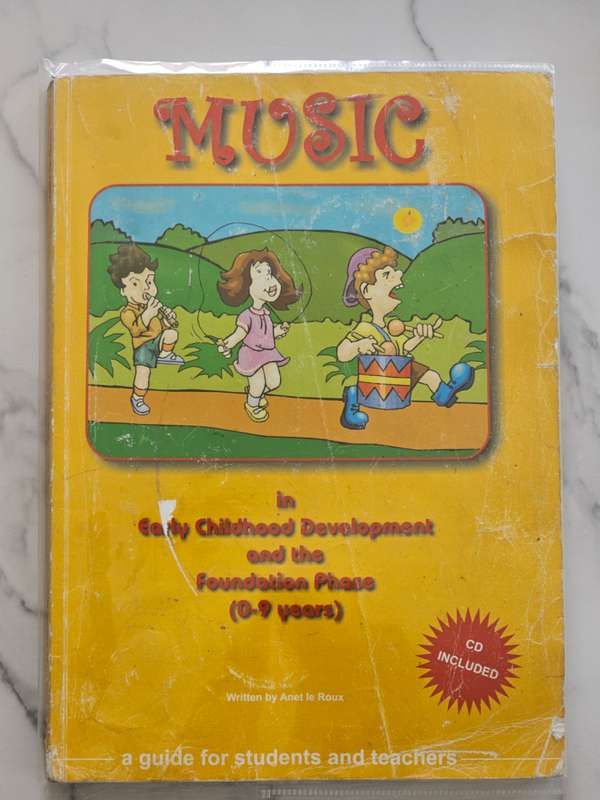 MUSIC
in
Early Childhood Development
and the
Foundation Phase
(0-9 years)
CD
INCLUDED
Written by Anet le Roux
a guide for students and teachers